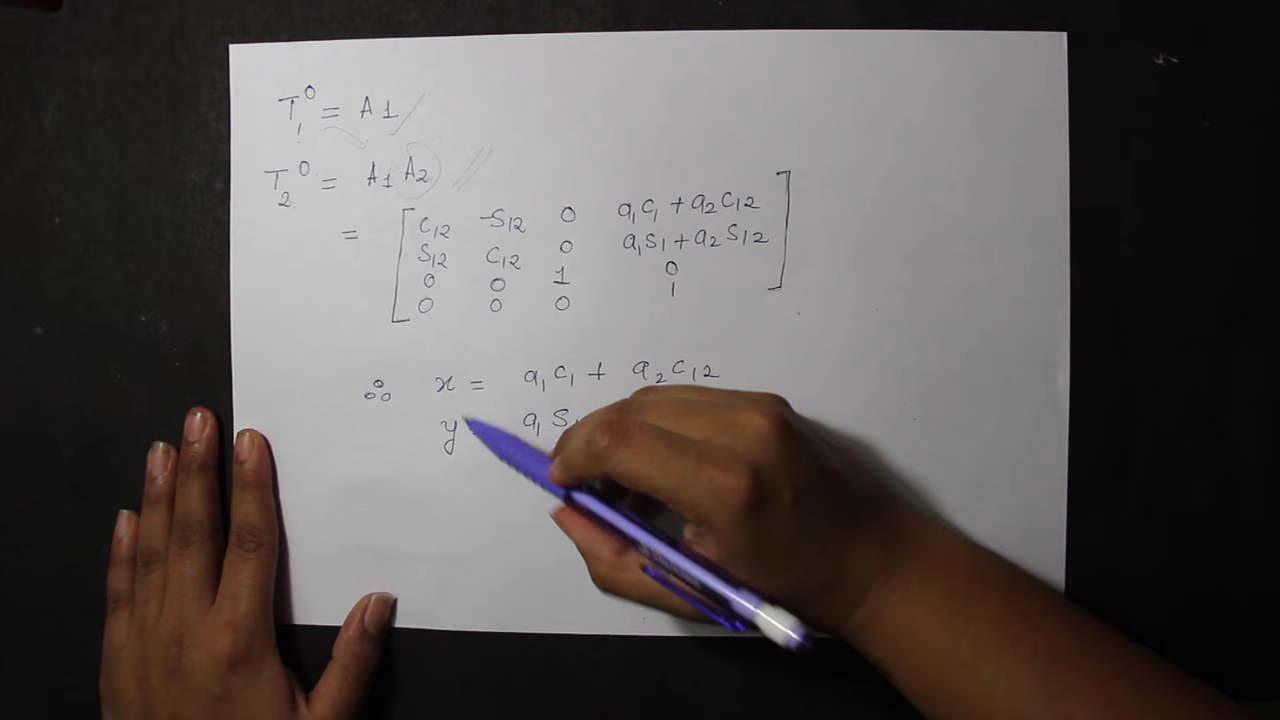 T₁⁰ = A1
T₂⁰ = A1 A2
= [ C12 -S12 0 a1C1 + a2C12
S12 C12 0 a1S1 + a2S12
0 0 1 0
0 0 0 1 ]
∴ x = a1C1 + a2C12
y a1S